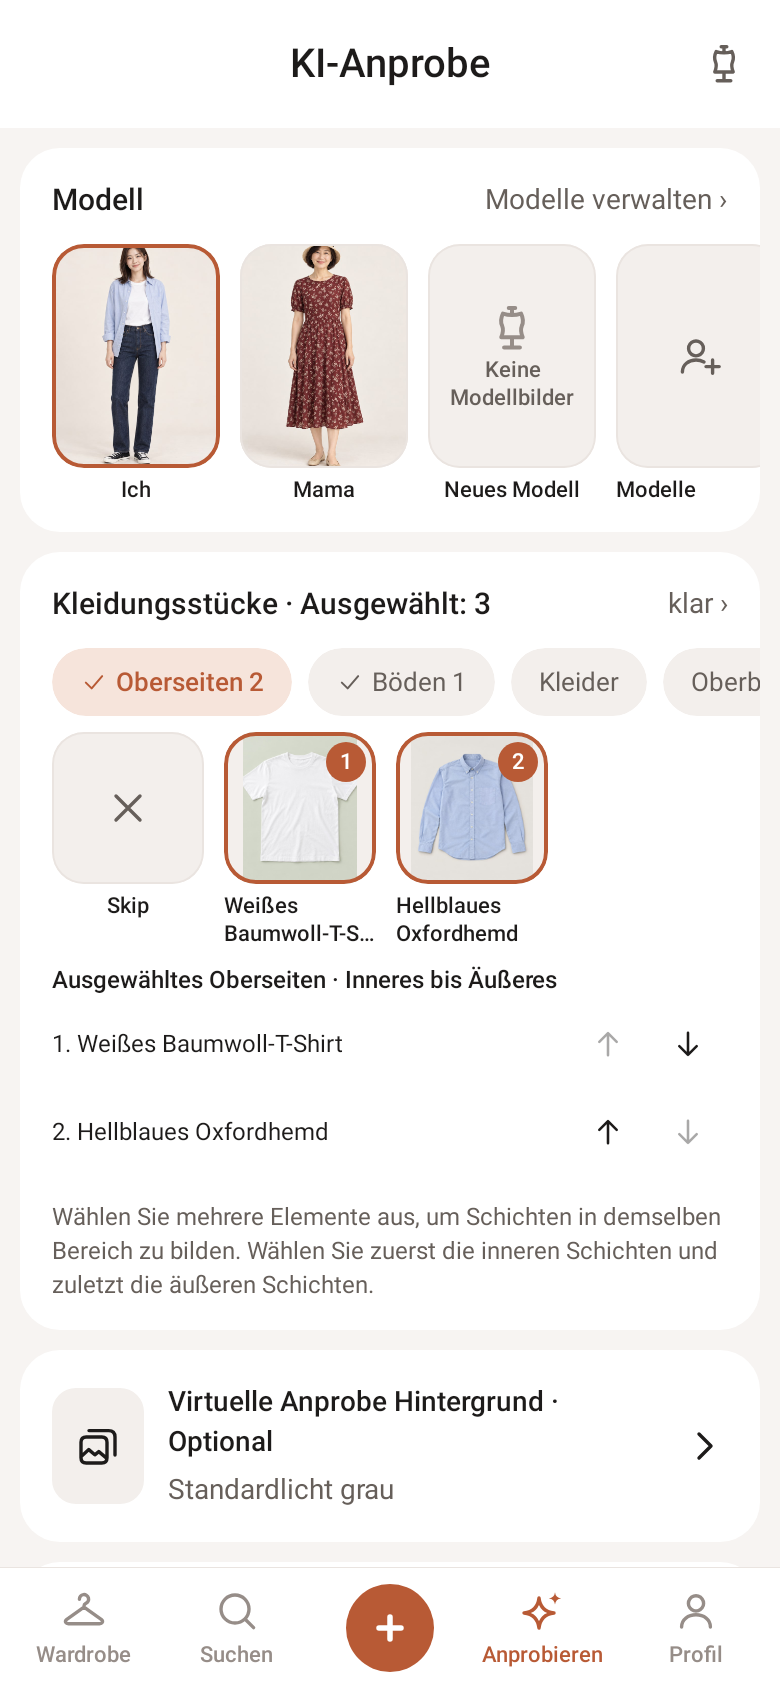 KI-Anprobe
Modell
Modelle verwalten ›
Keine
Modellbilder
Ich
Mama
Neues Modell
Modelle
Kleidungsstücke · Ausgewählt: 3
klar ›
Oberseiten 2
Böden 1
Kleider
Oberb
1
2
Skip
Weißes
Baumwoll-T-S...
Hellblaues
Oxfordhemd
Ausgewähltes Oberseiten · Inneres bis Äußeres
1. Weißes Baumwoll-T-Shirt
2. Hellblaues Oxfordhemd
Wählen Sie mehrere Elemente aus, um Schichten in demselben
Bereich zu bilden. Wählen Sie zuerst die inneren Schichten und
zuletzt die äußeren Schichten.
Virtuelle Anprobe Hintergrund ·
Optional
Standardlicht grau
Wardrobe
Suchen
Anprobieren
Profil